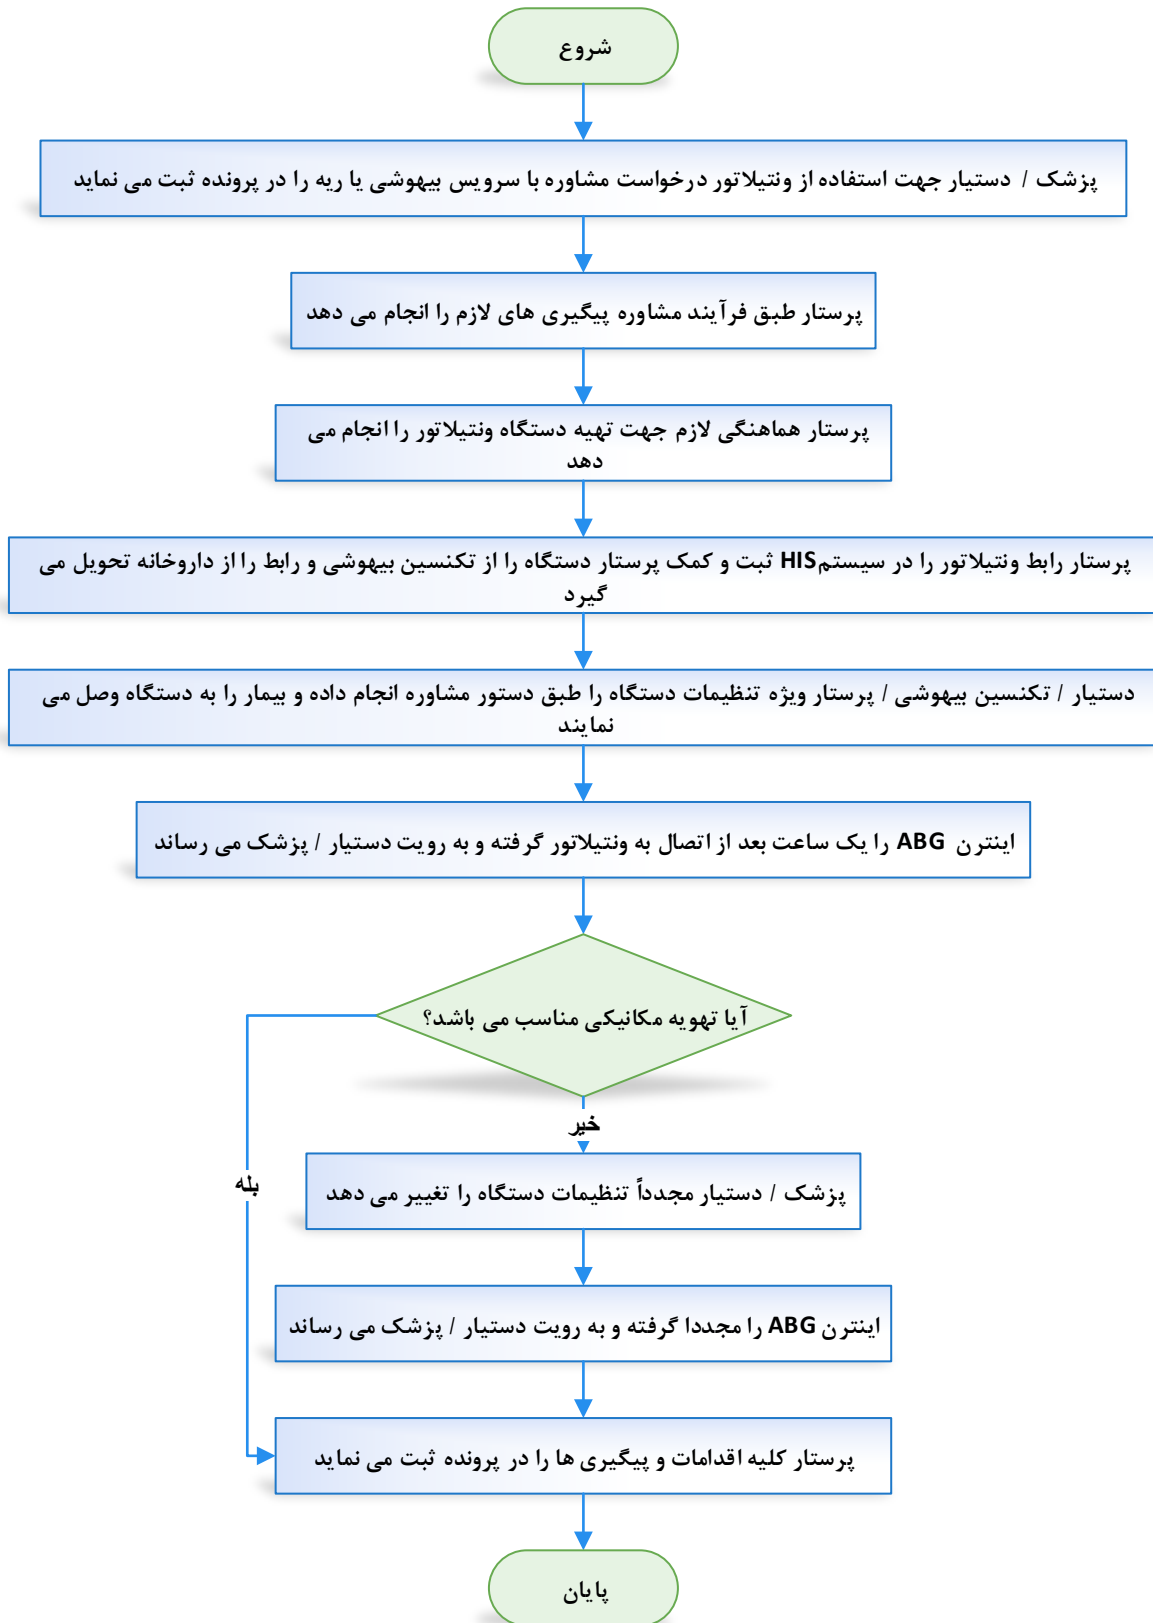 شروع
پزشک / دستیار جهت استفاده از ونتیلاتور درخواست مشاوره با سرویس بیهوشی یا ریه را در پرونده ثبت می نماید
پرستار طبق فرآیند مشاوره پیگیری های لازم را انجام می دهد
پرستار هماهنگی لازم جهت تهیه دستگاه ونتیلاتور را انجام می
دهد
پرستار رابط ونتیلاتور را در سیستمHIS ثبت و کمک پرستار دستگاه را از تکنسین بیهوشی و رابط را از داروخانه تحویل می
گیرد
دستیار / تکنسین بیهوشی / پرستار ویژه تنظیمات دستگاه را طبق دستور مشاوره انجام داده و بیمار را به دستگاه وصل می
نمایند
اینترن ABG را یک ساعت بعد از اتصال به ونتیلاتور گرفته و به رویت دستیار / پزشک می رساند
آیا تهویه مکانیکی مناسب می باشد؟
خیر
بله
پزشک / دستیار مجدداً تنظیمات دستگاه را تغییر می دهد
اینترن ABG را مجددا گرفته و به رویت دستیار / پزشک می رساند
پرستار کلیه اقدامات و پیگیری ها را در پرونده ثبت می نماید
پایان